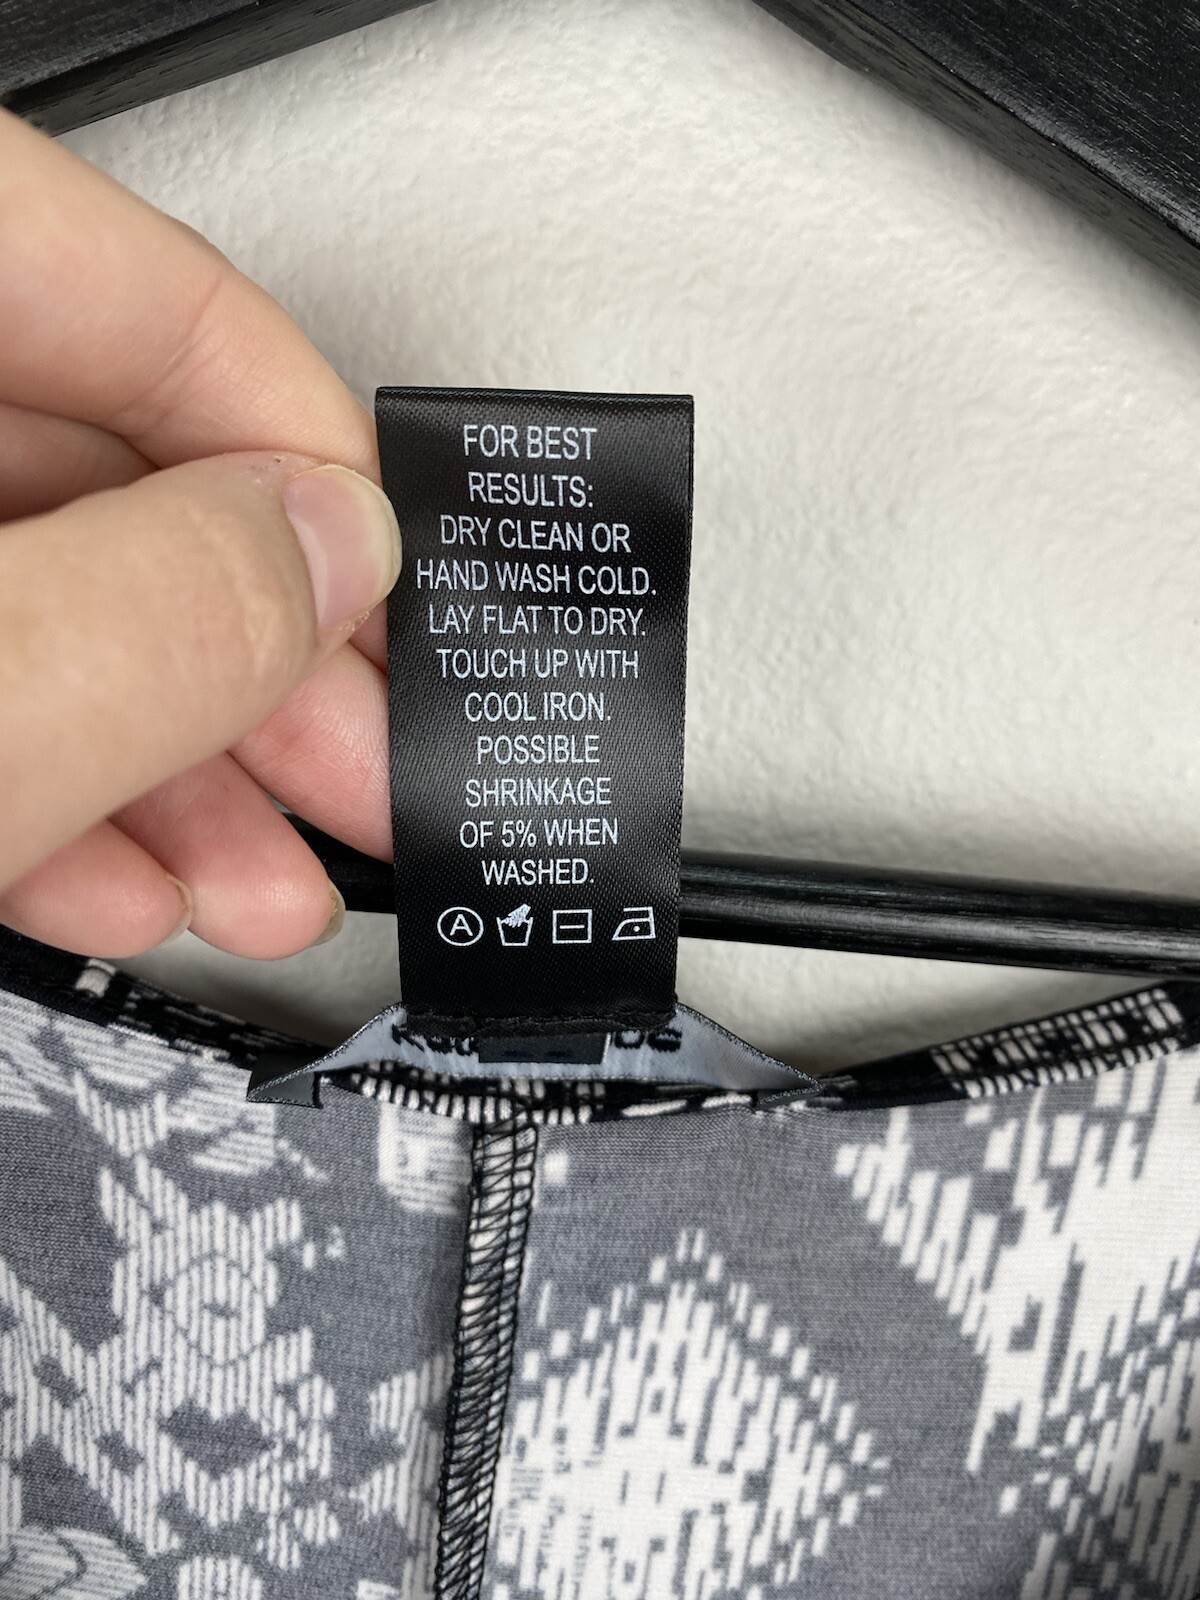 FOR BEST
RESULTS:
DRY CLEAN OR
HAND WASH COLD.
LAY FLAT TO DRY.
TOUCH UP WITH
COOL IRON.
POSSIBLE
SHRINKAGE
OF 5% WHEN
WASHED.
A